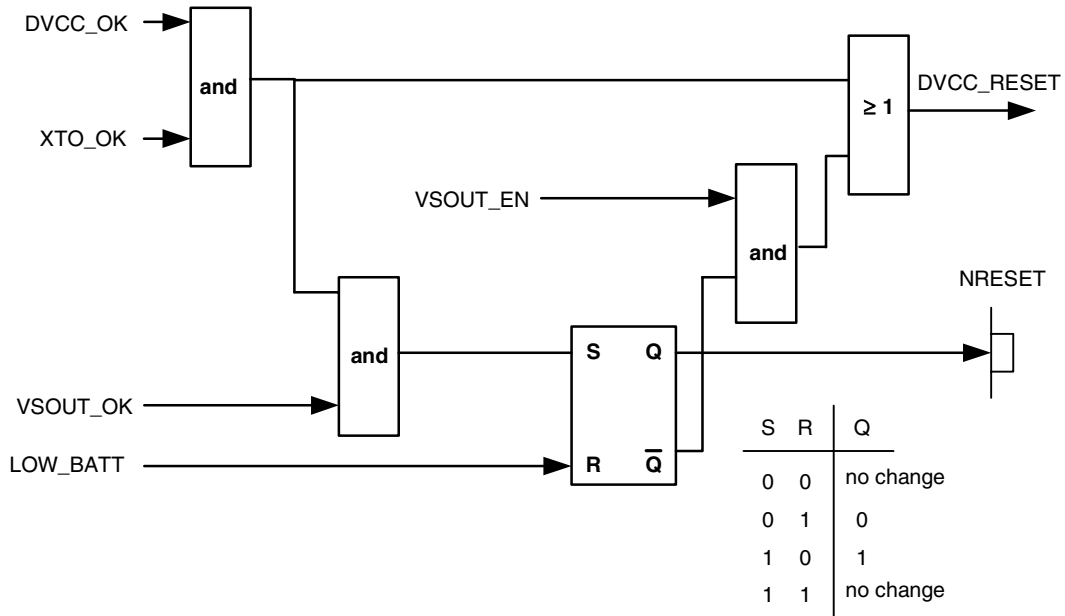 DVCC_OK
and
XTO_OK
≥ 1
DVCC_RESET
VSOUT_EN
and
NRESET
and
S Q
VSOUT_OK
LOW_BATT
R Q̅
S R Q
0 0 no change
0 1 0
1 0 1
1 1 no change